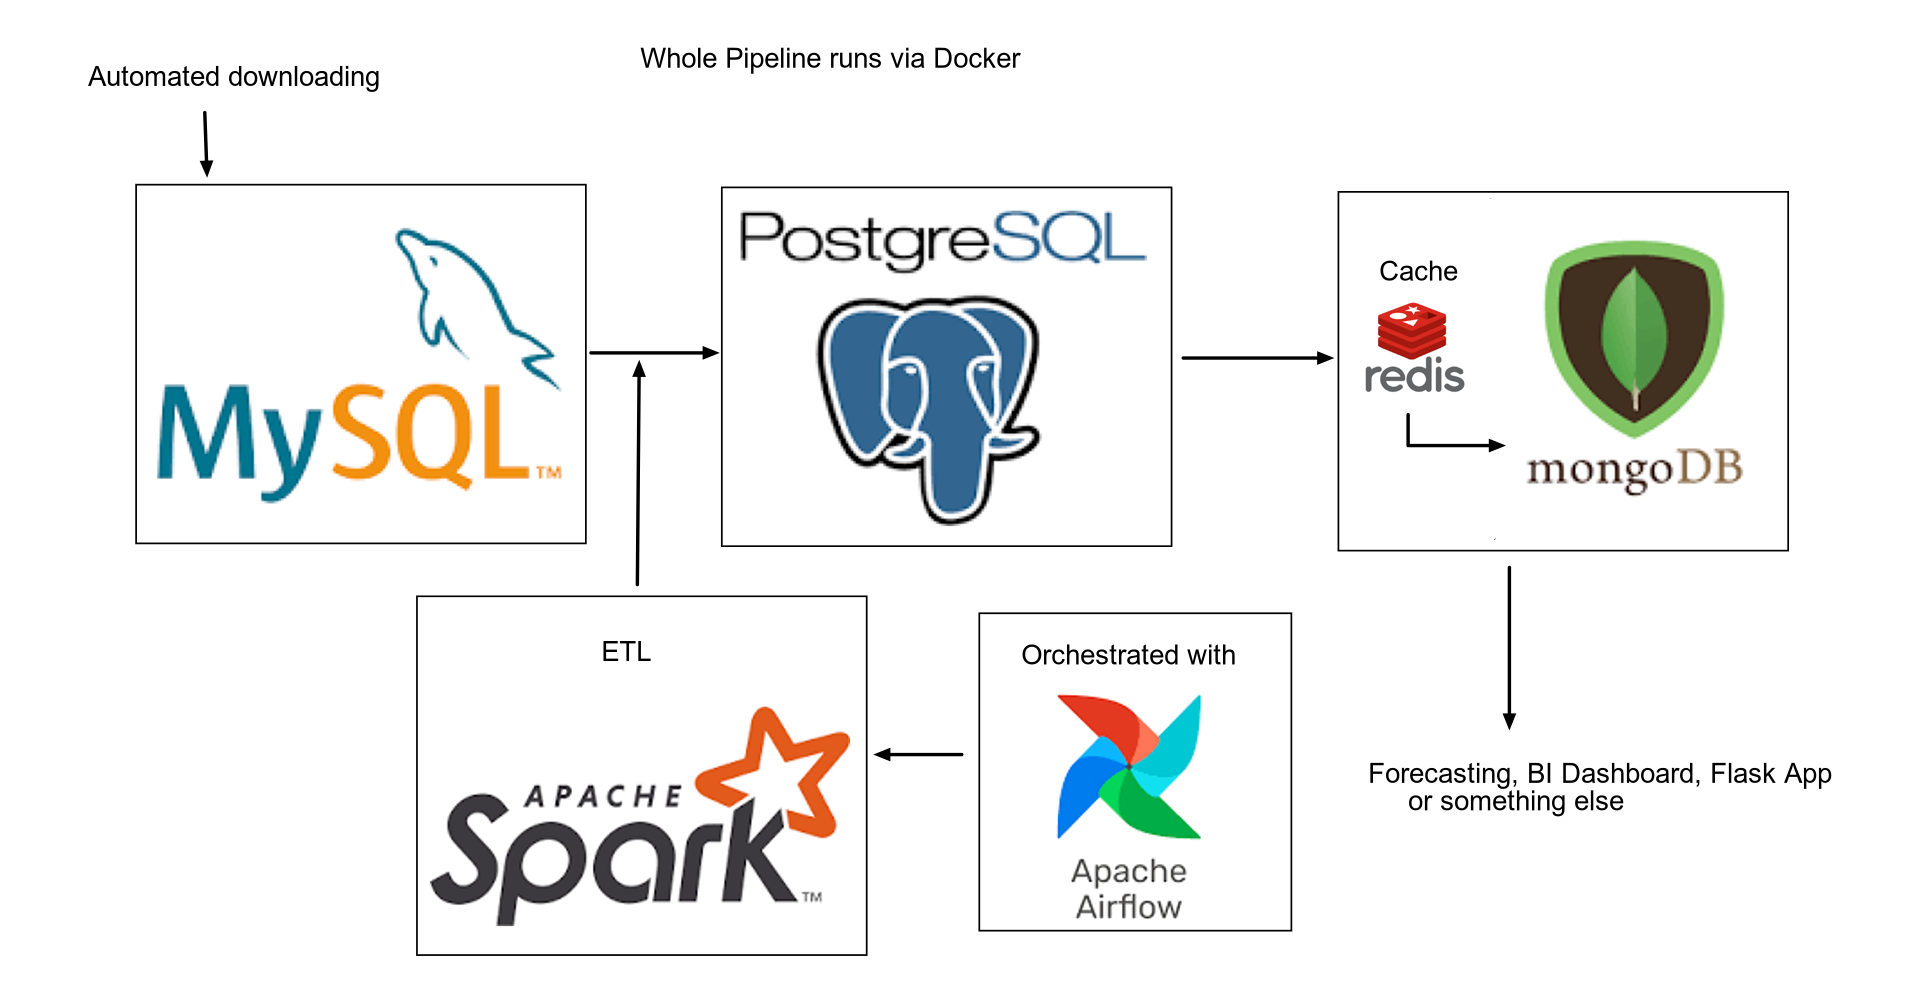 Whole Pipeline runs via Docker
Automated downloading
MySQL™
PostgreSQL
Cache
redis
mongoDB
ETL
APACHE
Spark™
Orchestrated with
Apache
Airflow
Forecasting, BI Dashboard, Flask App
or something else